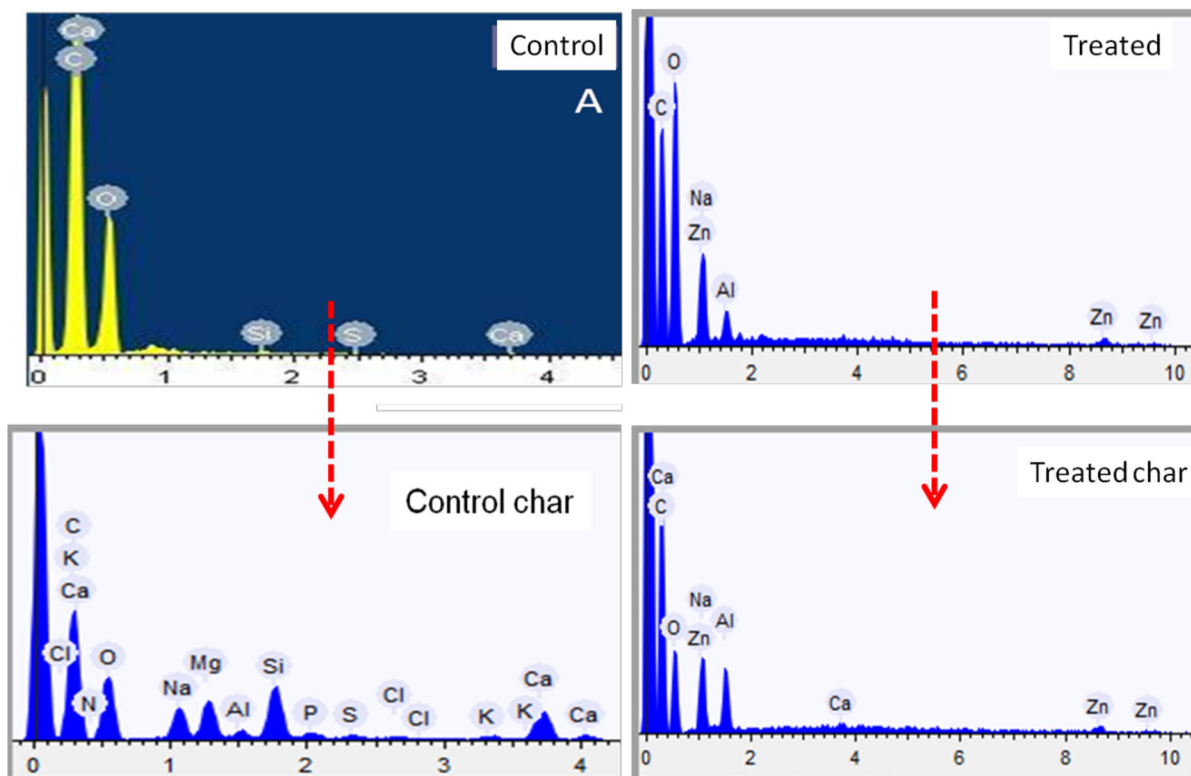 Ca
Control
C
A
O
Si
S
Ca
0 1 2 3 4
Treated
O
C
Na
Zn
Al
Zn
Zn
0 2 4 6 8 10
Control char
C
K
Ca
Cl
O
N
Na
Mg
Al
Si
P
S
Cl
Cl
K
K
Ca
Ca
0 1 2 3 4
Treated char
Ca
C
O
Na
Zn
Al
Ca
Zn
Zn
0 2 4 6 8 10